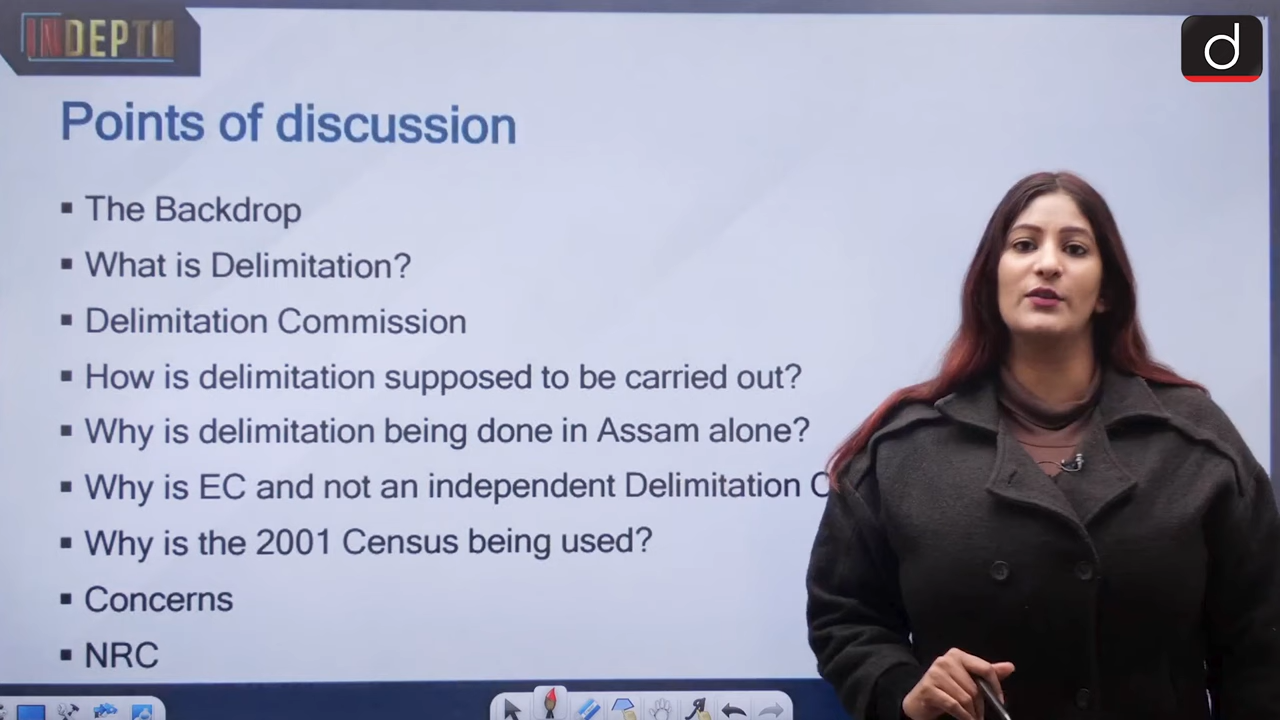 INDEPTH
d
Points of discussion
▪ The Backdrop
▪ What is Delimitation?
▪ Delimitation Commission
▪ How is delimitation supposed to be carried out?
▪ Why is delimitation being done in Assam alone?
▪ Why is EC and not an independent Delimitation
▪ Why is the 2001 Census being used?
▪ Concerns
▪ NRC